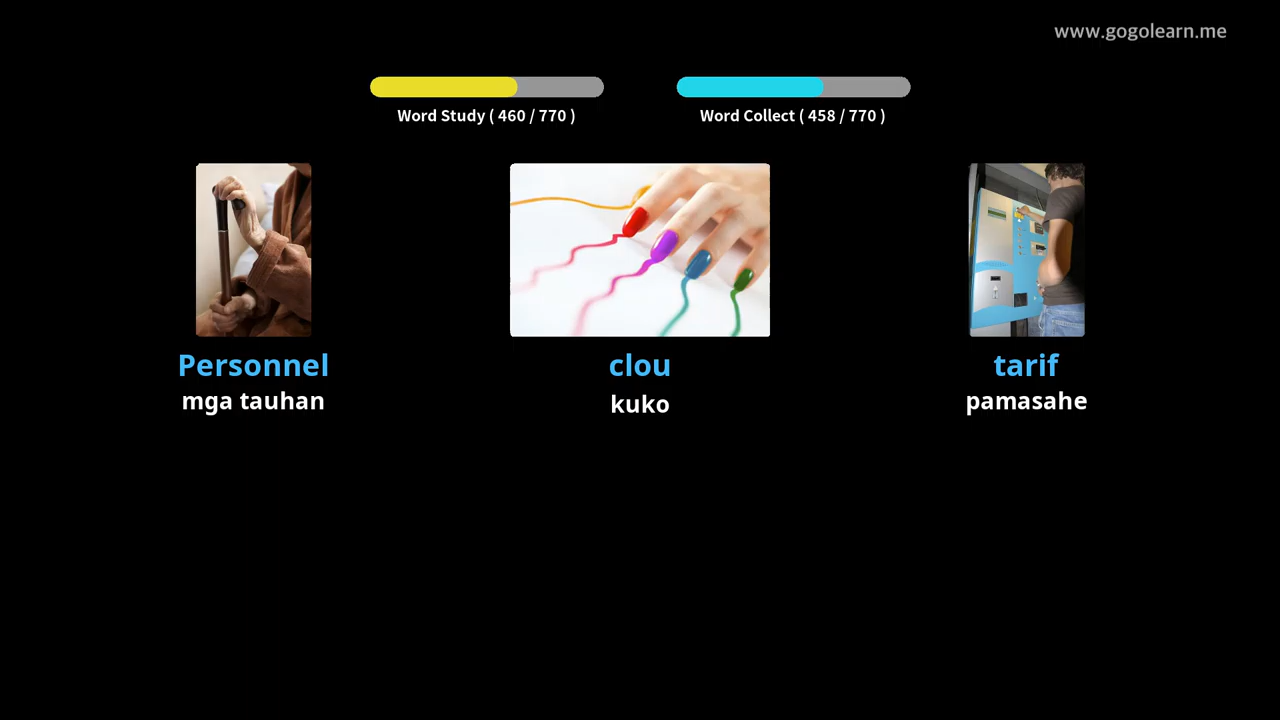 www.gogolearn.me
Word Study ( 460 / 770 )
Word Collect ( 458 / 770 )
Personnel
mga tauhan
clou
kuko
tarif
pamasahe